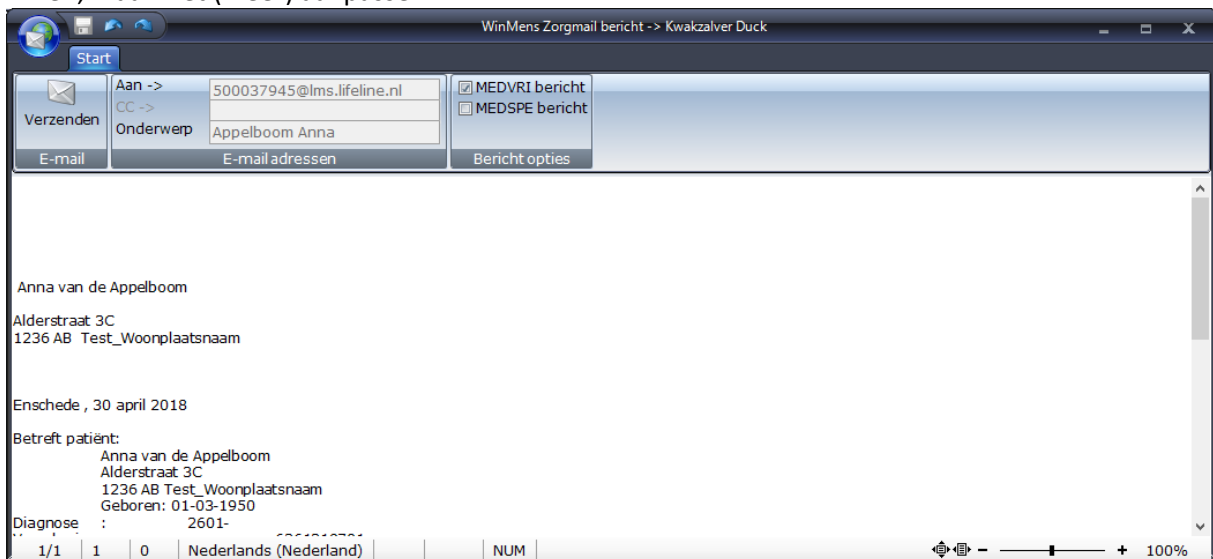 WinMens Zorgmail bericht -> Kwakzalver Duck
Start
Verzenden
E-mail
Aan -> 500037945@lms.lifeline.nl
CC ->
Onderwerp Appelboom Anna
E-mail adressen
MEDVRI bericht
MEDSPE bericht
Bericht opties
Anna van de Appelboom
Alderstraat 3C
1236 AB Test_Woonplaatsnaam
Enschede , 30 april 2018
Betreft patiënt:
Anna van de Appelboom
Alderstraat 3C
1236 AB Test_Woonplaatsnaam
Geboren: 01-03-1950
Diagnose : 2601-
1/1 1 0 Nederlands (Nederland) NUM 100%